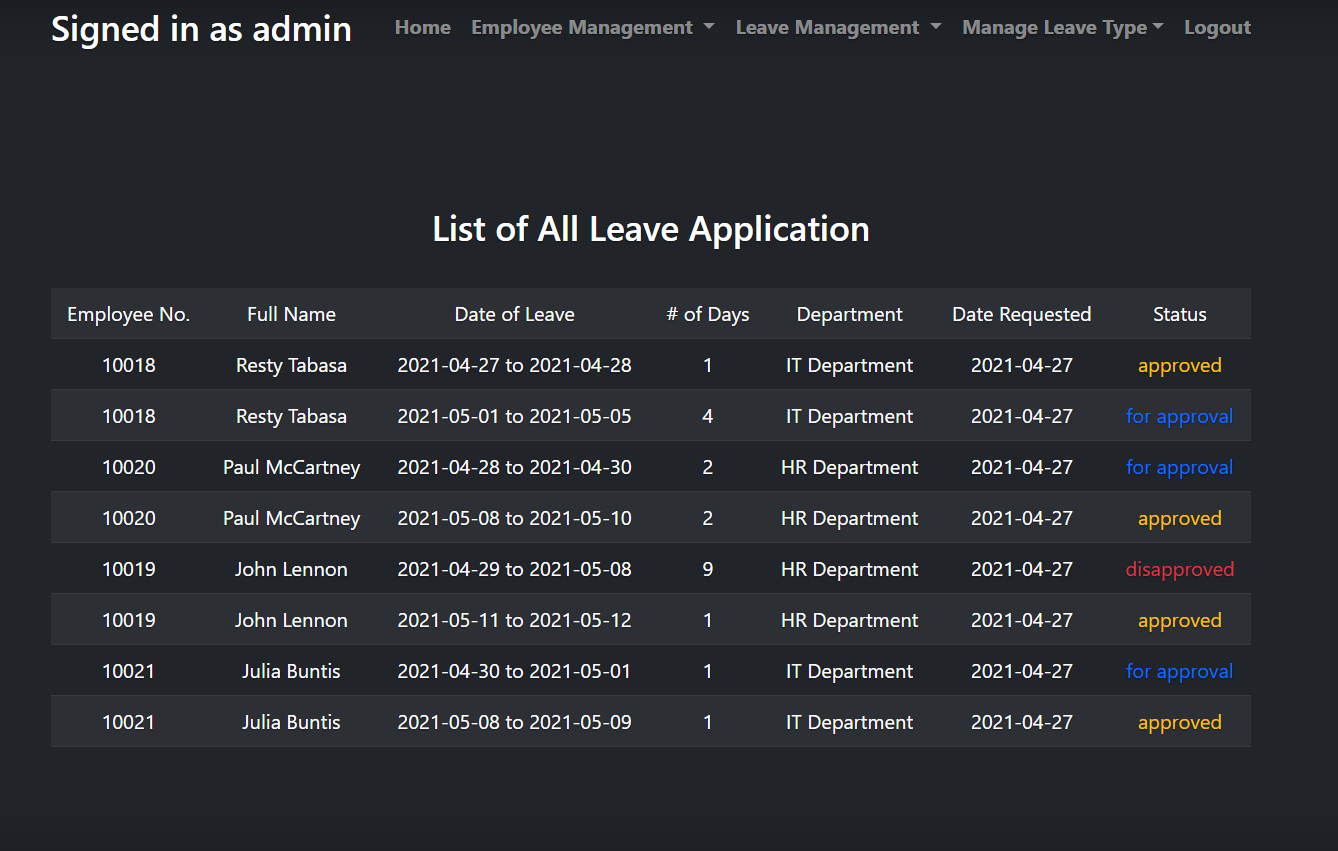 Signed in as admin Home Employee Management Leave Management Manage Leave Type Logout
List of All Leave Application
Employee No. Full Name Date of Leave # of Days Department Date Requested Status
10018 Resty Tabasa 2021-04-27 to 2021-04-28 1 IT Department 2021-04-27 approved
10018 Resty Tabasa 2021-05-01 to 2021-05-05 4 IT Department 2021-04-27 for approval
10020 Paul McCartney 2021-04-28 to 2021-04-30 2 HR Department 2021-04-27 for approval
10020 Paul McCartney 2021-05-08 to 2021-05-10 2 HR Department 2021-04-27 approved
10019 John Lennon 2021-04-29 to 2021-05-08 9 HR Department 2021-04-27 disapproved
10019 John Lennon 2021-05-11 to 2021-05-12 1 HR Department 2021-04-27 approved
10021 Julia Buntis 2021-04-30 to 2021-05-01 1 IT Department 2021-04-27 for approval
10021 Julia Buntis 2021-05-08 to 2021-05-09 1 IT Department 2021-04-27 approved